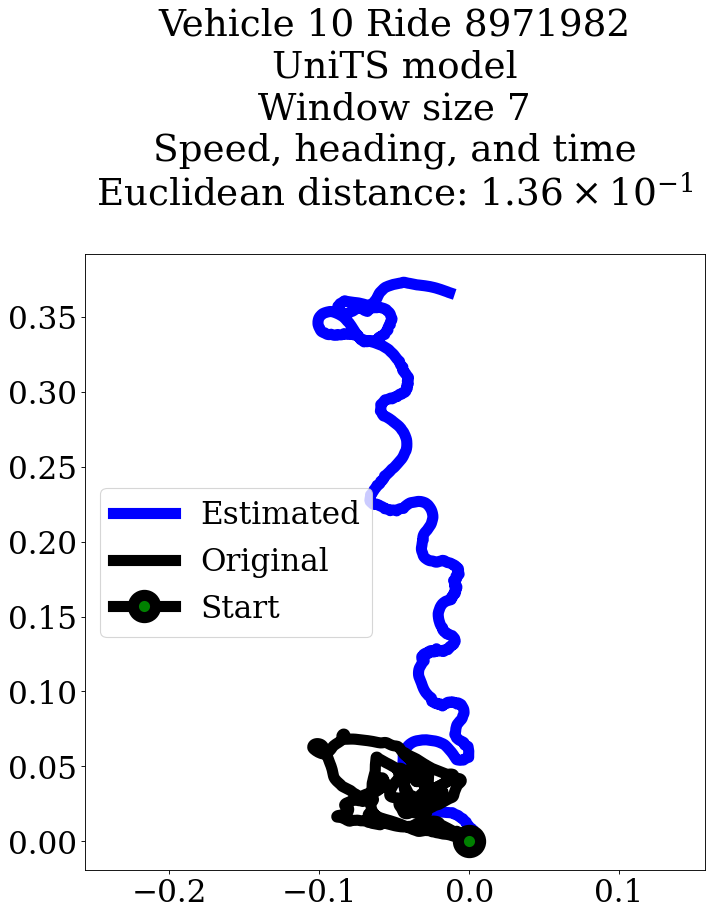 Vehicle 10 Ride 8971982
UniTS model
Window size 7
Speed, heading, and time
Euclidean distance: 1.36 × 10⁻¹
0.35
0.30
0.25
0.20
0.15
0.10
0.05
0.00
Estimated
Original
Start
−0.2
−0.1
0.0
0.1